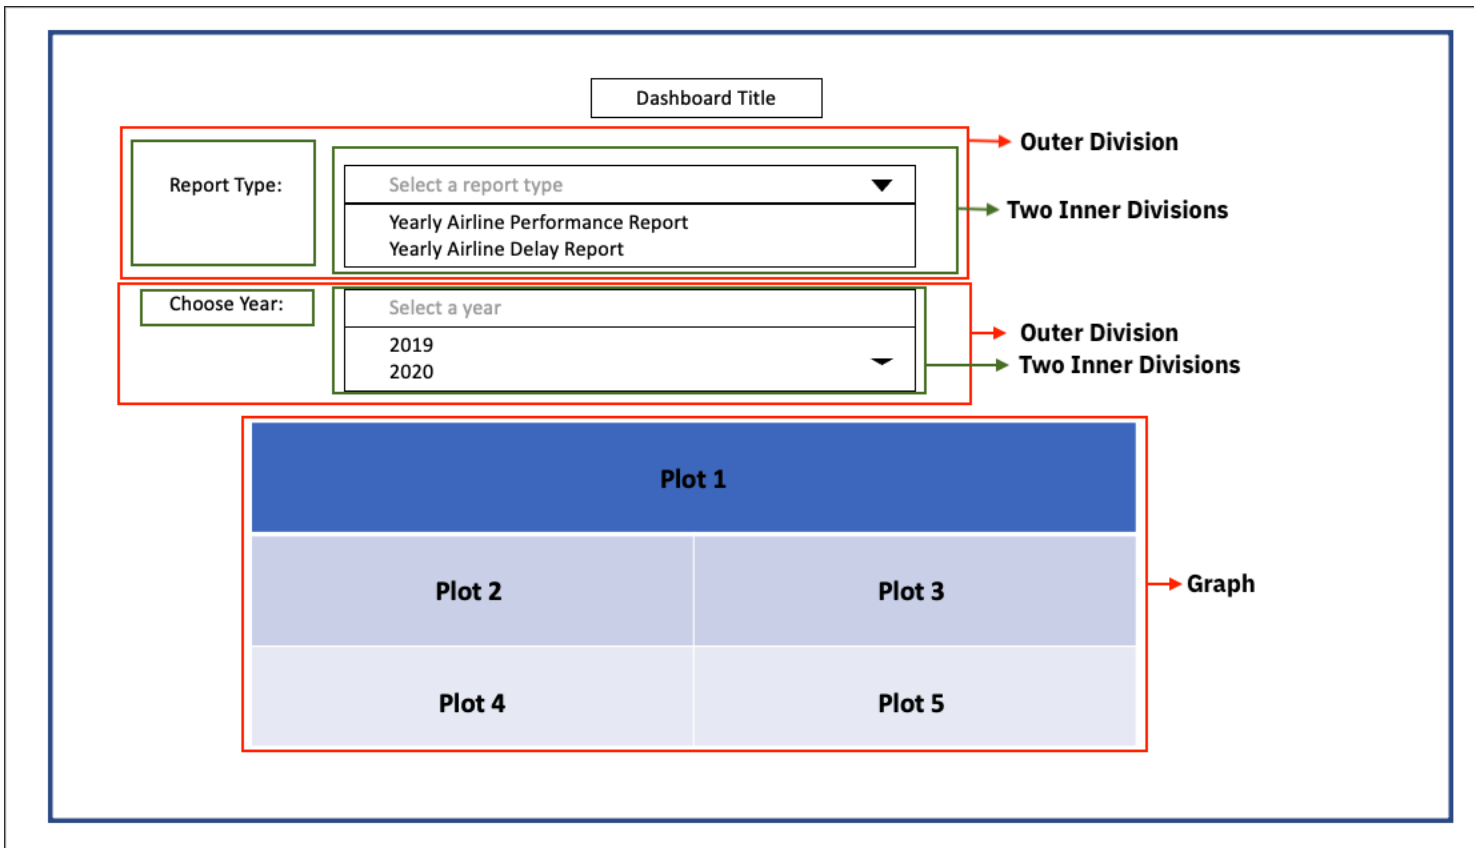 Dashboard Title
Outer Division
Report Type:
Select a report type
Two Inner Divisions
Yearly Airline Performance Report
Yearly Airline Delay Report
Choose Year:
Select a year
Outer Division
2019
Two Inner Divisions
2020
Plot 1
Plot 2
Plot 3
Graph
Plot 4
Plot 5